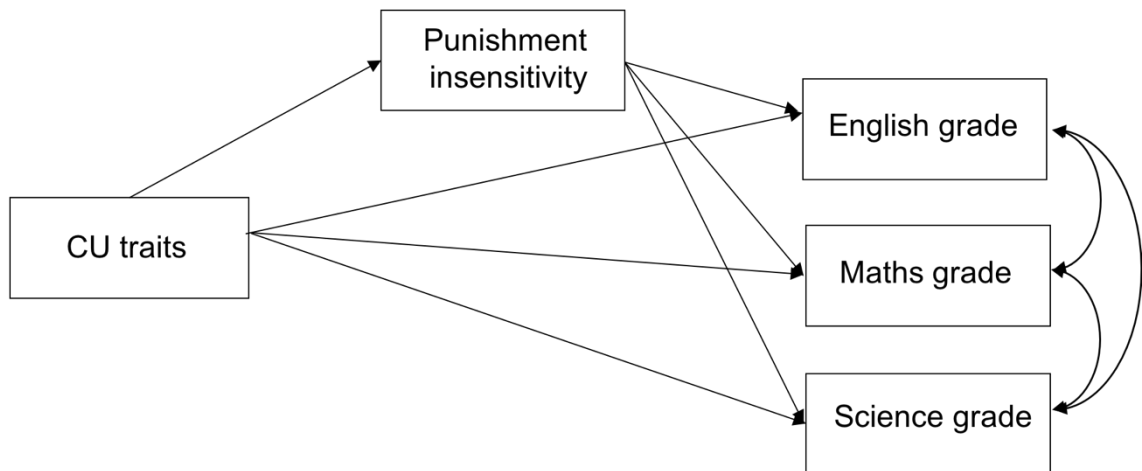 Punishment
insensitivity
English grade
CU traits
Maths grade
Science grade